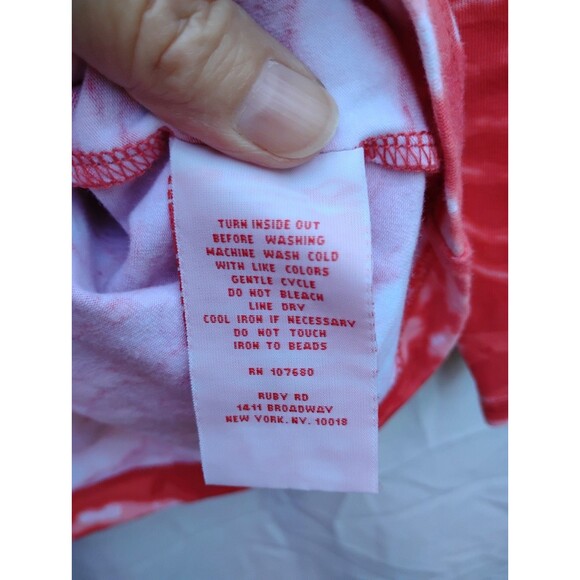 TURN INSIDE OUT
BEFORE WASHING
MACHINE WASH COLD
WITH LIKE COLORS
GENTLE CYCLE
DO NOT BLEACH
LINE DRY
COOL IRON IF NECESSARY
DO NOT TOUCH
IRON TO BEADS
RN 107680
RUBY RD
1411 BROADWAY
NEW YORK, NY. 10018